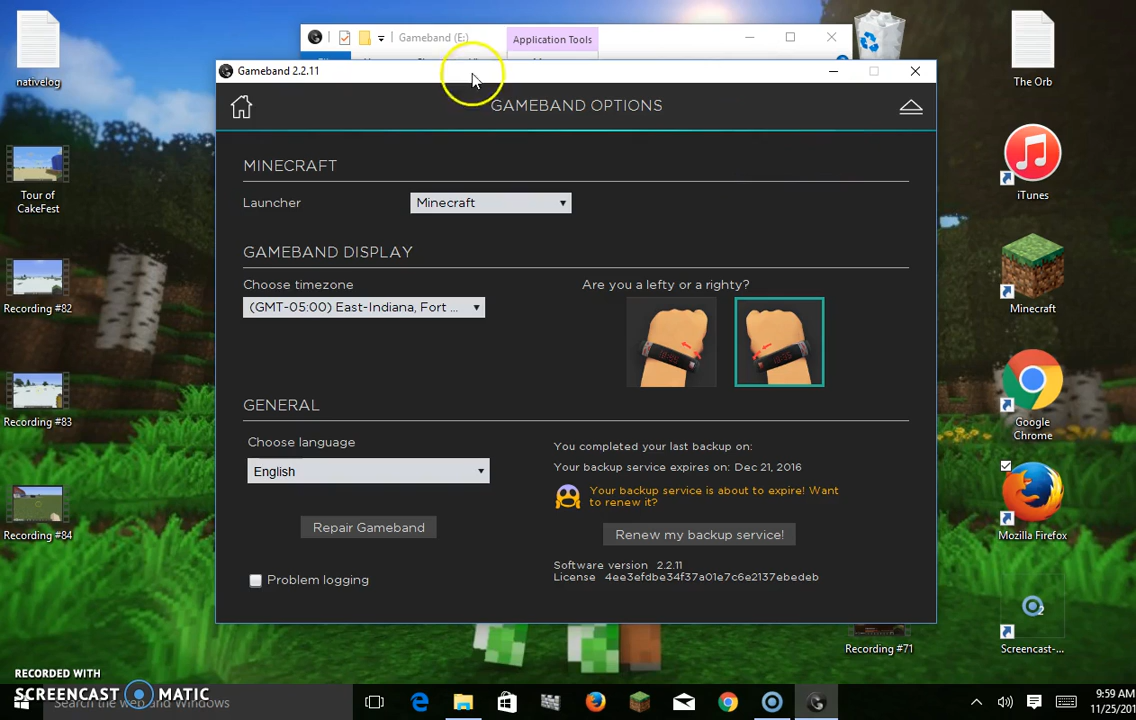 nativelog
Tour of
CakeFest
Recording #82
Recording #83
Recording #84
Gameband (E:)
Application Tools
Gameband 2.2.11
GAMEBAND OPTIONS
MINECRAFT
Launcher
Minecraft
GAMEBAND DISPLAY
Choose timezone
(GMT-05:00) East-Indiana, Fort ...
Are you a lefty or a righty?
GENERAL
Choose language
English
Repair Gameband
Problem logging
You completed your last backup on:
Your backup service expires on: Dec 21, 2016
Your backup service is about to expire! Want
to renew it?
Renew my backup service!
Software version 2.2.11
License 4ee3efdbe34f37a01e7c6e2137ebedeb
The Orb
iTunes
Minecraft
Google
Chrome
Mozilla Firefox
2
Screencast-...
Recording #71
RECORDED WITH
SCREENCAST MATIC
Search the web and Windows
9:59 AM
11/25/201